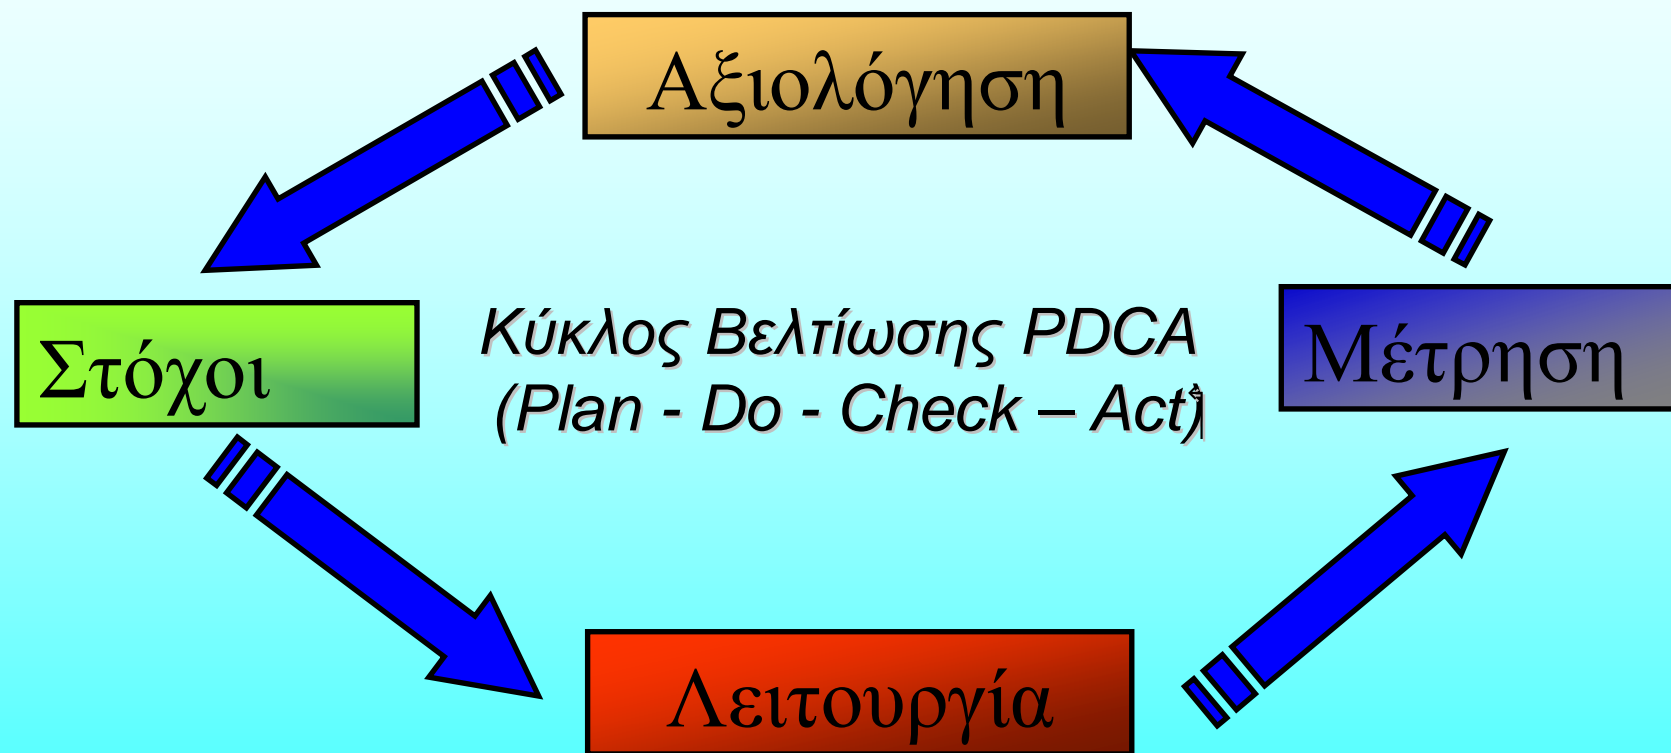 Αξιολόγηση
Στόχοι
Κύκλος Βελτίωσης PDCA
(Plan - Do - Check – Act)
Μέτρηση
Λειτουργία